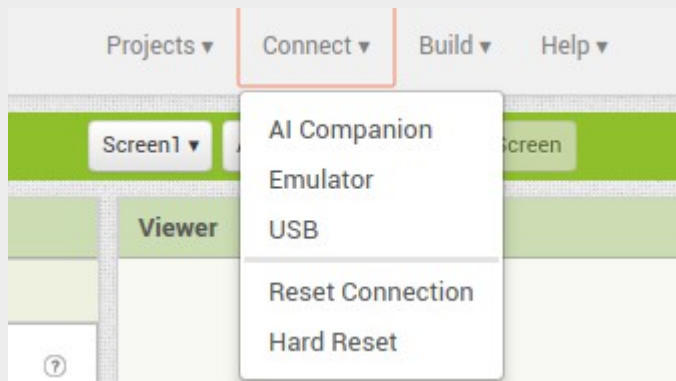 Projects ▾ Connect ▾ Build ▾ Help ▾
Screen1 ▾ Screen
AI Companion
Emulator
USB
Viewer
Reset Connection
Hard Reset
?